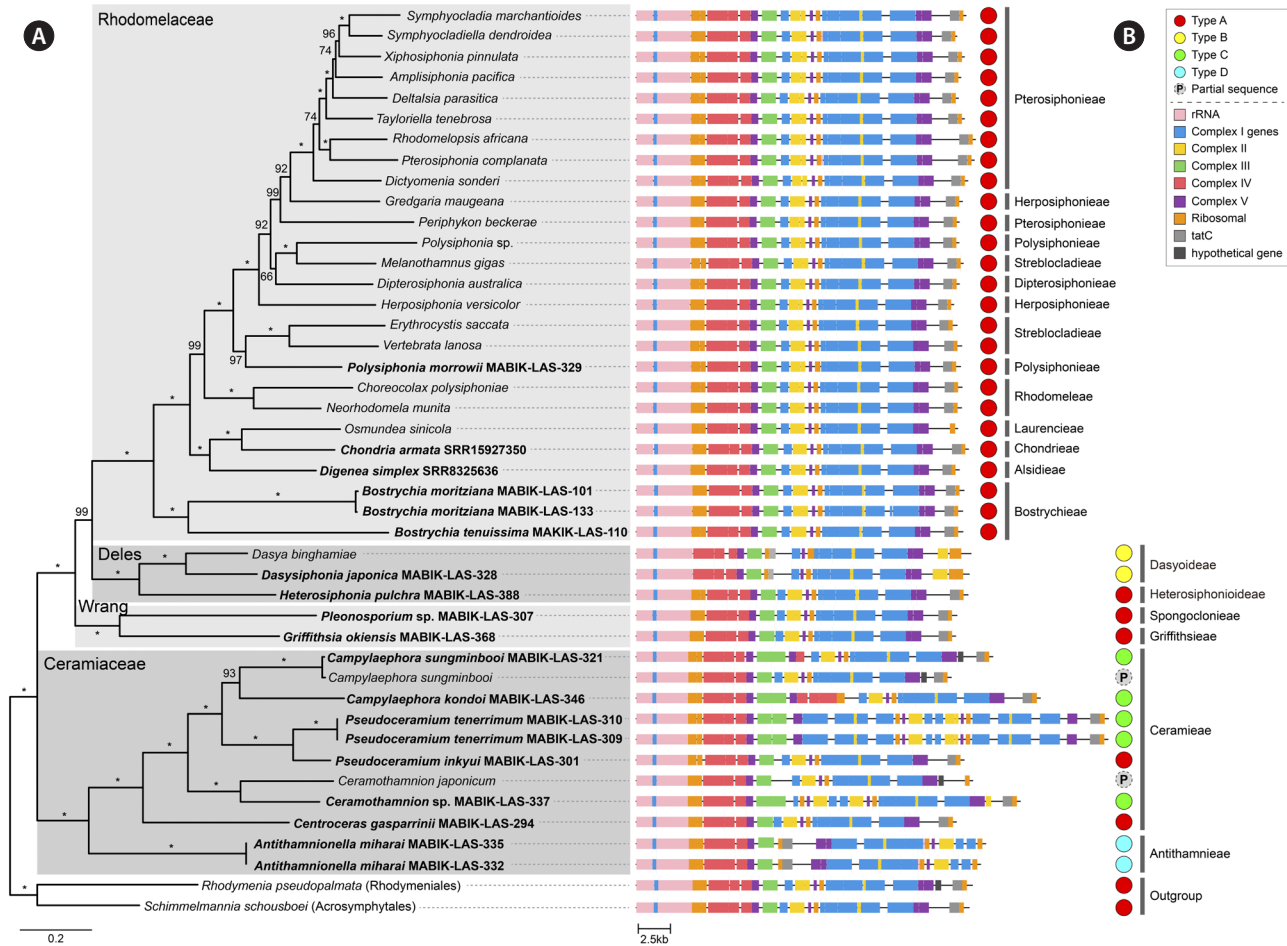 A
Rhodomelaceae
Symphyocladia marchantioides
96
Symphyocladiella dendroidea
74
Xiphosiphonia pinnulata
*
Amplisiphonia pacifica
*
Deltalsia parasitica
74
Tayloriella tenebrosa
*
Rhodomelopsis africana
*
Pterosiphonia complanata
92
Dictyomenia sonderi
99
Gredgaria maugeana
92
Periphykon beckerae
*
Polysiphonia sp.
*
Melanothamnus gigas
66
Dipterosiphonia australica
*
Herposiphonia versicolor
*
Erythrocystis saccata
99
Vertebrata lanosa
97
Polysiphonia morrowii MABIK-LAS-329
*
Choreocolax polysiphoniae
*
Neorhodomela munita
*
Osmundea sinicola
*
Chondria armata SRR15927350
*
Digenea simplex SRR8325636
*
Bostrychia moritziana MABIK-LAS-101
*
Bostrychia moritziana MABIK-LAS-133
99
Bostrychia tenuissima MAKIK-LAS-110
Deles
*
Dasya binghamiae
*
Dasysiphonia japonica MABIK-LAS-328
*
Heterosiphonia pulchra MABIK-LAS-388
Wrang
Pleonosporium sp. MABIK-LAS-307
*
Griffithsia okiensis MABIK-LAS-368
Ceramiaceae
*
Campylaephora sungminbooi MABIK-LAS-321
93
Campylaephora sungminbooi
*
Campylaephora kondoi MABIK-LAS-346
*
Pseudoceramium tenerrimum MABIK-LAS-310
*
Pseudoceramium tenerrimum MABIK-LAS-309
*
Pseudoceramium inkyui MABIK-LAS-301
*
Ceramothamnion japonicum
*
Ceramothamnion sp. MABIK-LAS-337
*
Centroceras gasparrinii MABIK-LAS-294
*
Antithamnionella miharai MABIK-LAS-335
Antithamnionella miharai MABIK-LAS-332
*
Rhodymenia pseudopalmata (Rhodymeniales)
Schimmelmannia schousboei (Acrosymphytales)
0.2
2.5kb
Pterosiphonieae
Herposiphonieae
Pterosiphonieae
Polysiphonieae
Streblocladieae
Dipterosiphonieae
Herposiphonieae
Streblocladieae
Polysiphonieae
Rhodomeleae
Laurencieae
Chondrieae
Alsidieae
Bostrychieae
Dasyoideae
Heterosiphonioideae
Spongoclonieae
Griffithsieae
P
Ceramieae
P
Antithamnieae
Outgroup
B
Type A
Type B
Type C
Type D
P Partial sequence
rRNA
Complex I genes
Complex II
Complex III
Complex IV
Complex V
Ribosomal
tatC
hypothetical gene